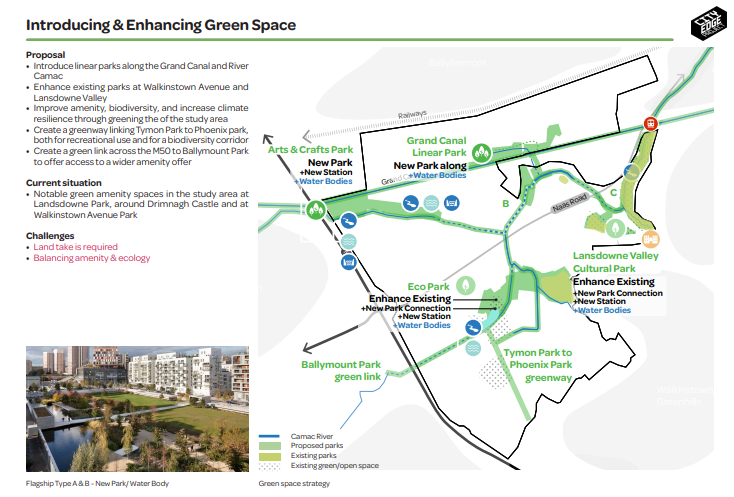 Introducing & Enhancing Green Space
CITY
EDGE
PROJECT
Proposal
• Introduce linear parks along the Grand Canal and River
Camac
• Enhance existing parks at Walkinstown Avenue and
Lansdowne Valley
• Improve amenity, biodiversity, and increase climate
resilience through greening the of the study area
• Create a greenway linking Tymon Park to Phoenix park,
both for recreational use and for a biodiversity corridor
• Create a green link across the M50 to Ballymount Park
to offer access to a wider amenity offer
Current situation
• Notable green amenity spaces in the study area at
Landsdowne Park, around Drimnagh Castle and at
Walkinstown Avenue Park
Challenges
• Land take is required
• Balancing amenity & ecology
Railways
Arts & Crafts Park
New Park
+New Station
+Water Bodies
Grand Canal
Linear Park
New Park along
+Water Bodies
B
C
Naas Road
Lansdowne Valley
Cultural Park
Enhance Existing
+New Park Connection
+New Station
+Water Bodies
Eco Park
Enhance Existing
+New Park Connection
+New Station
+Water Bodies
Ballymount Park
green link
Tymon Park to
Phoenix Park
greenway
Camac River
Proposed parks
Existing parks
Existing green/open space
Flagship Type A & B - New Park/ Water Body
Green space strategy